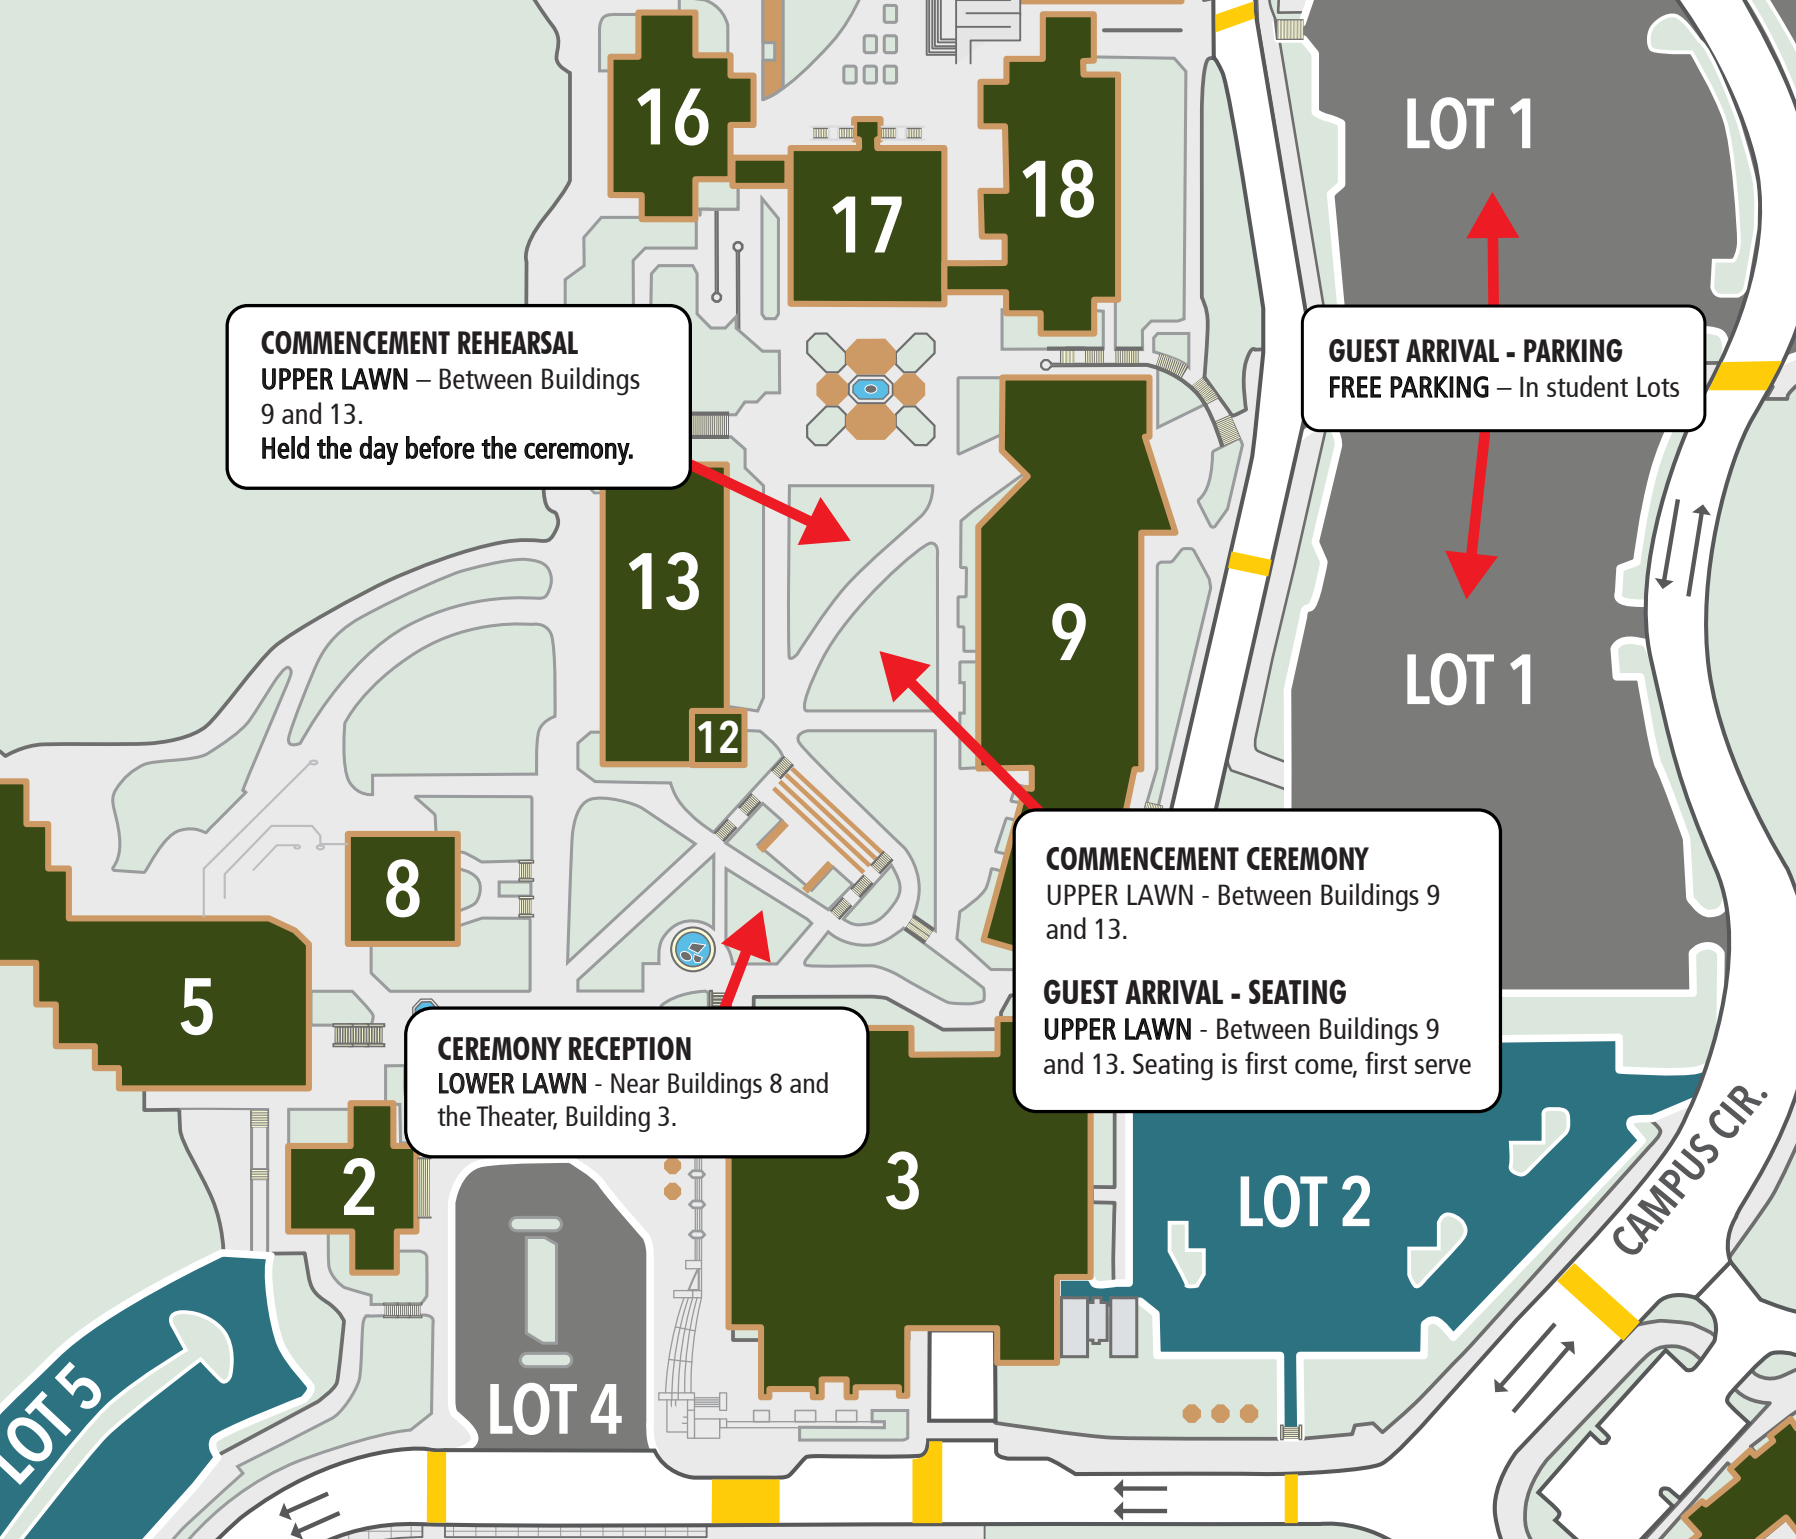 16
17
18
LOT 1
COMMENCEMENT REHEARSAL
UPPER LAWN – Between Buildings
9 and 13.
Held the day before the ceremony.
GUEST ARRIVAL - PARKING
FREE PARKING – In student Lots
13
9
LOT 1
12
8
COMMENCEMENT CEREMONY
UPPER LAWN - Between Buildings 9
and 13.
GUEST ARRIVAL - SEATING
UPPER LAWN - Between Buildings 9
and 13. Seating is first come, first serve
5
CEREMONY RECEPTION
LOWER LAWN - Near Buildings 8 and
the Theater, Building 3.
2
3
LOT 2
CAMPUS CIR.
LOT 5
LOT 4